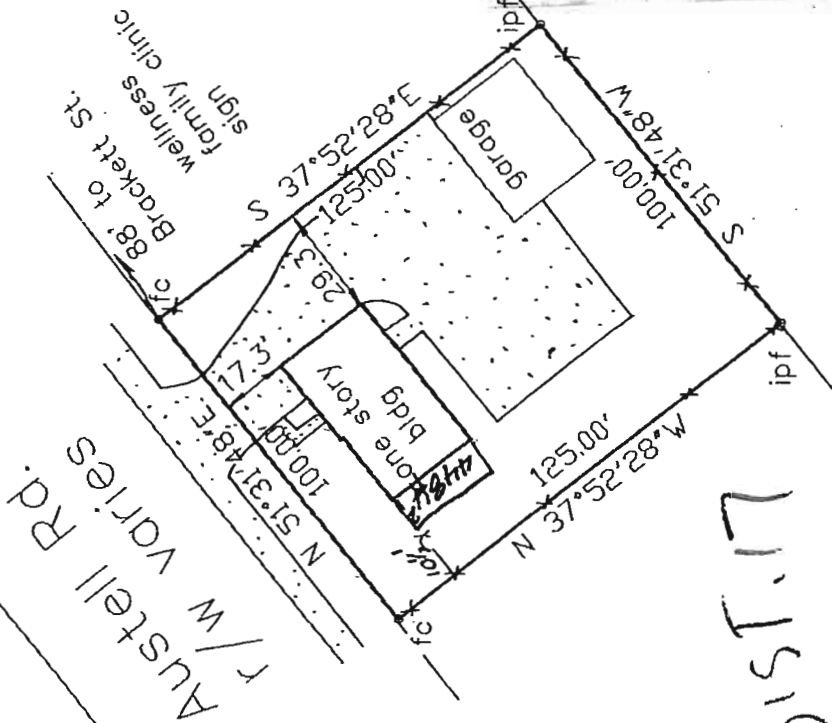 Austell Rd.
r/w varies
88' to
Brackett St.
wellness
family clinic
sign
fc
ipf
S 37°52'28"E
125.00'
garage
S 51°31'48"W
100.00'
ipf
N 37°52'28"W
125.00'
fc
N 51°31'48"E
100.00'
17.3'
29.3'
one story
bldg
DIST. 17